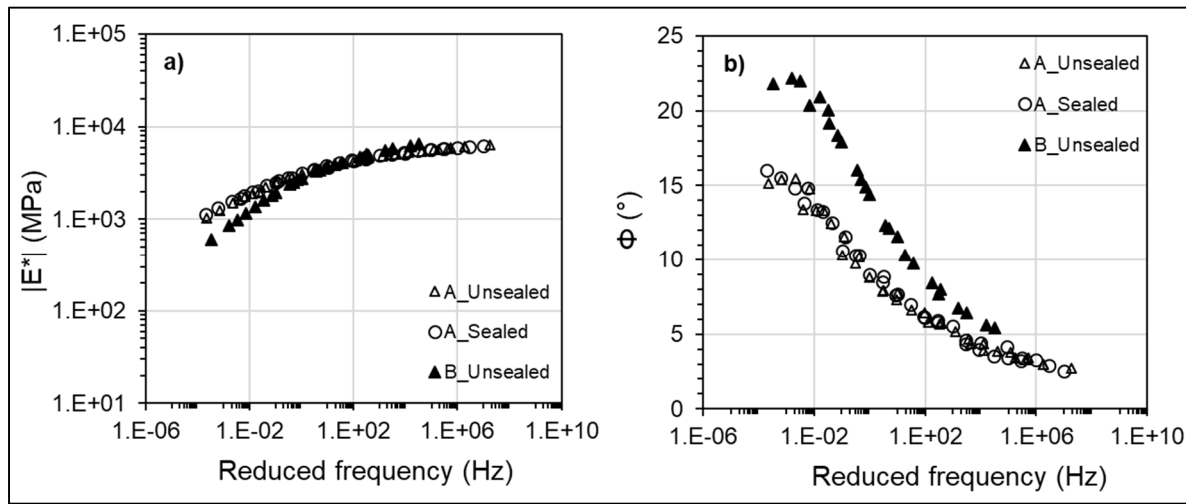 a)
|E*| (MPa)
1.E+05
1.E+04
1.E+03
1.E+02
1.E+01
1.E-06
1.E-02
1.E+02
1.E+06
1.E+10
Reduced frequency (Hz)
A_Unsealed
A_Sealed
B_Unsealed
b)
Φ (°)
25
20
15
10
5
0
1.E-06
1.E-02
1.E+02
1.E+06
1.E+10
Reduced frequency (Hz)
A_Unsealed
A_Sealed
B_Unsealed